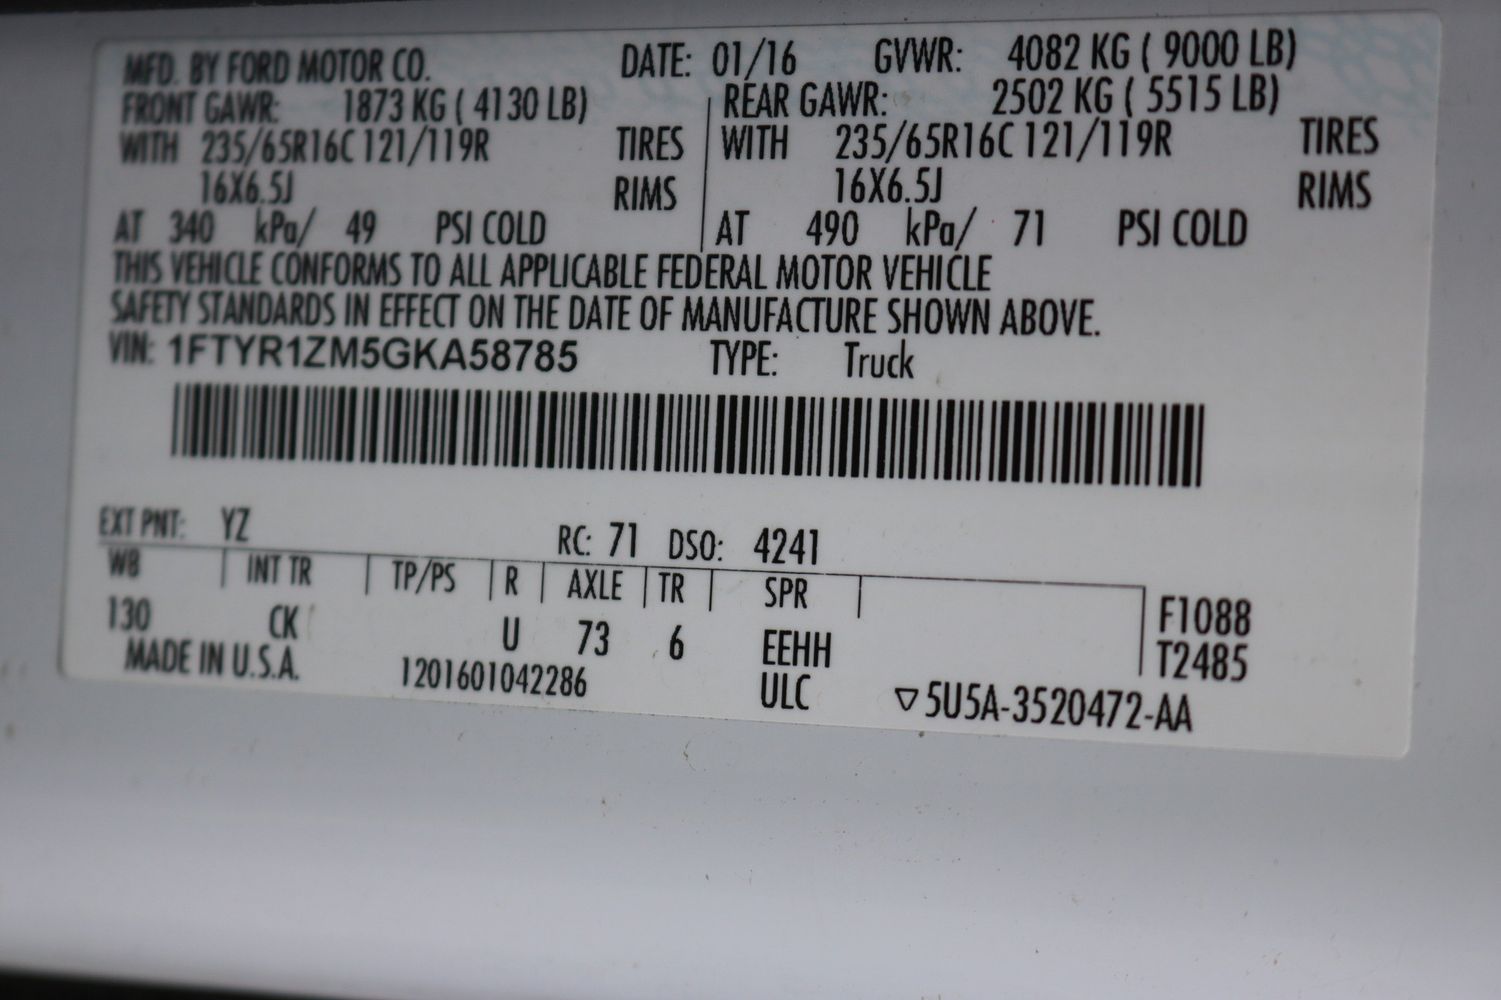 MFD. BY FORD MOTOR CO. DATE: 01/16 GVWR: 4082 KG ( 9000 LB)
FRONT GAWR: 1873 KG ( 4130 LB) REAR GAWR: 2502 KG ( 5515 LB)
WITH 235/65R16C 121/119R TIRES WITH 235/65R16C 121/119R TIRES
16X6.5J RIMS 16X6.5J RIMS
AT 340 kPa/ 49 PSI COLD AT 490 kPa/ 71 PSI COLD
THIS VEHICLE CONFORMS TO ALL APPLICABLE FEDERAL MOTOR VEHICLE
SAFETY STANDARDS IN EFFECT ON THE DATE OF MANUFACTURE SHOWN ABOVE.
VIN: 1FTYR1ZM5GKA58785 TYPE: Truck
EXT PNT: YZ RC: 71 DSO: 4241
WB INT TR TP/PS R AXLE TR SPR
130 CK U 73 6 EEHH F1088
T2485
MADE IN U.S.A. 1201601042286 ULC ▽5U5A-3520472-AA